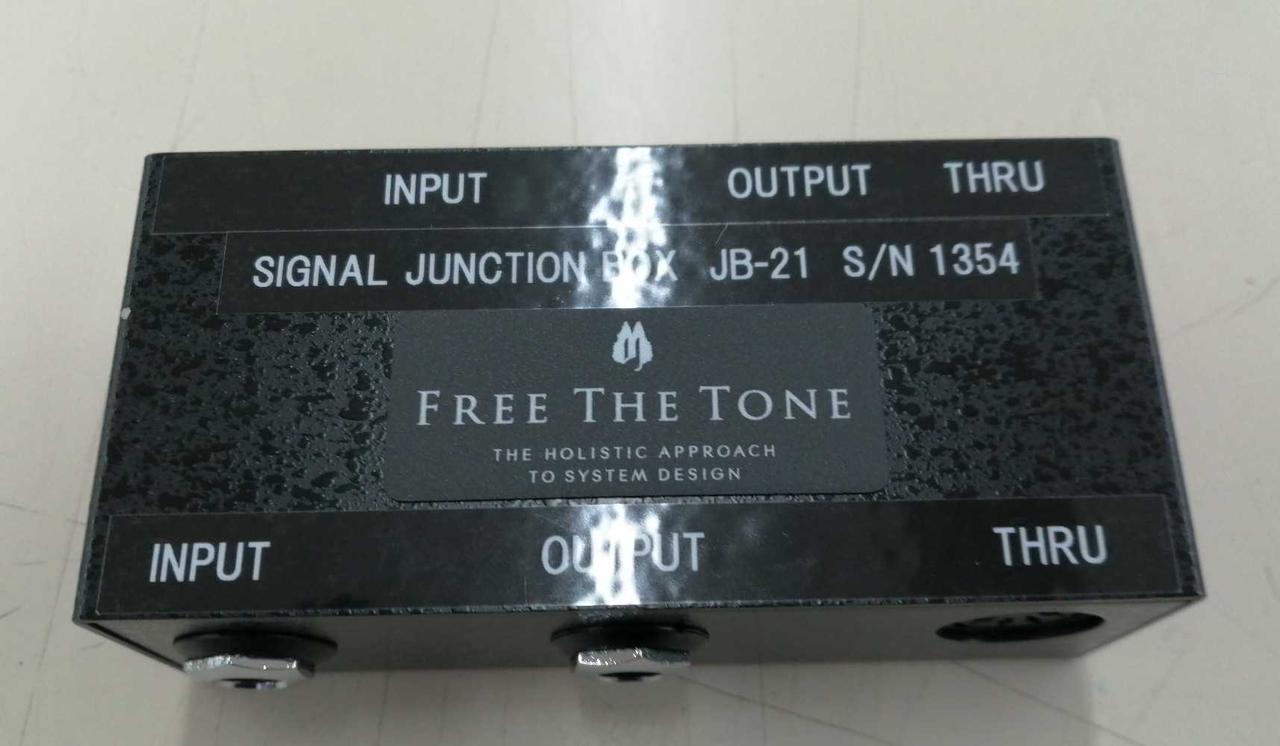 INPUT OUTPUT THRU
SIGNAL JUNCTION BOX JB-21 S/N 1354
FREE THE TONE
THE HOLISTIC APPROACH
TO SYSTEM DESIGN
INPUT OUTPUT THRU